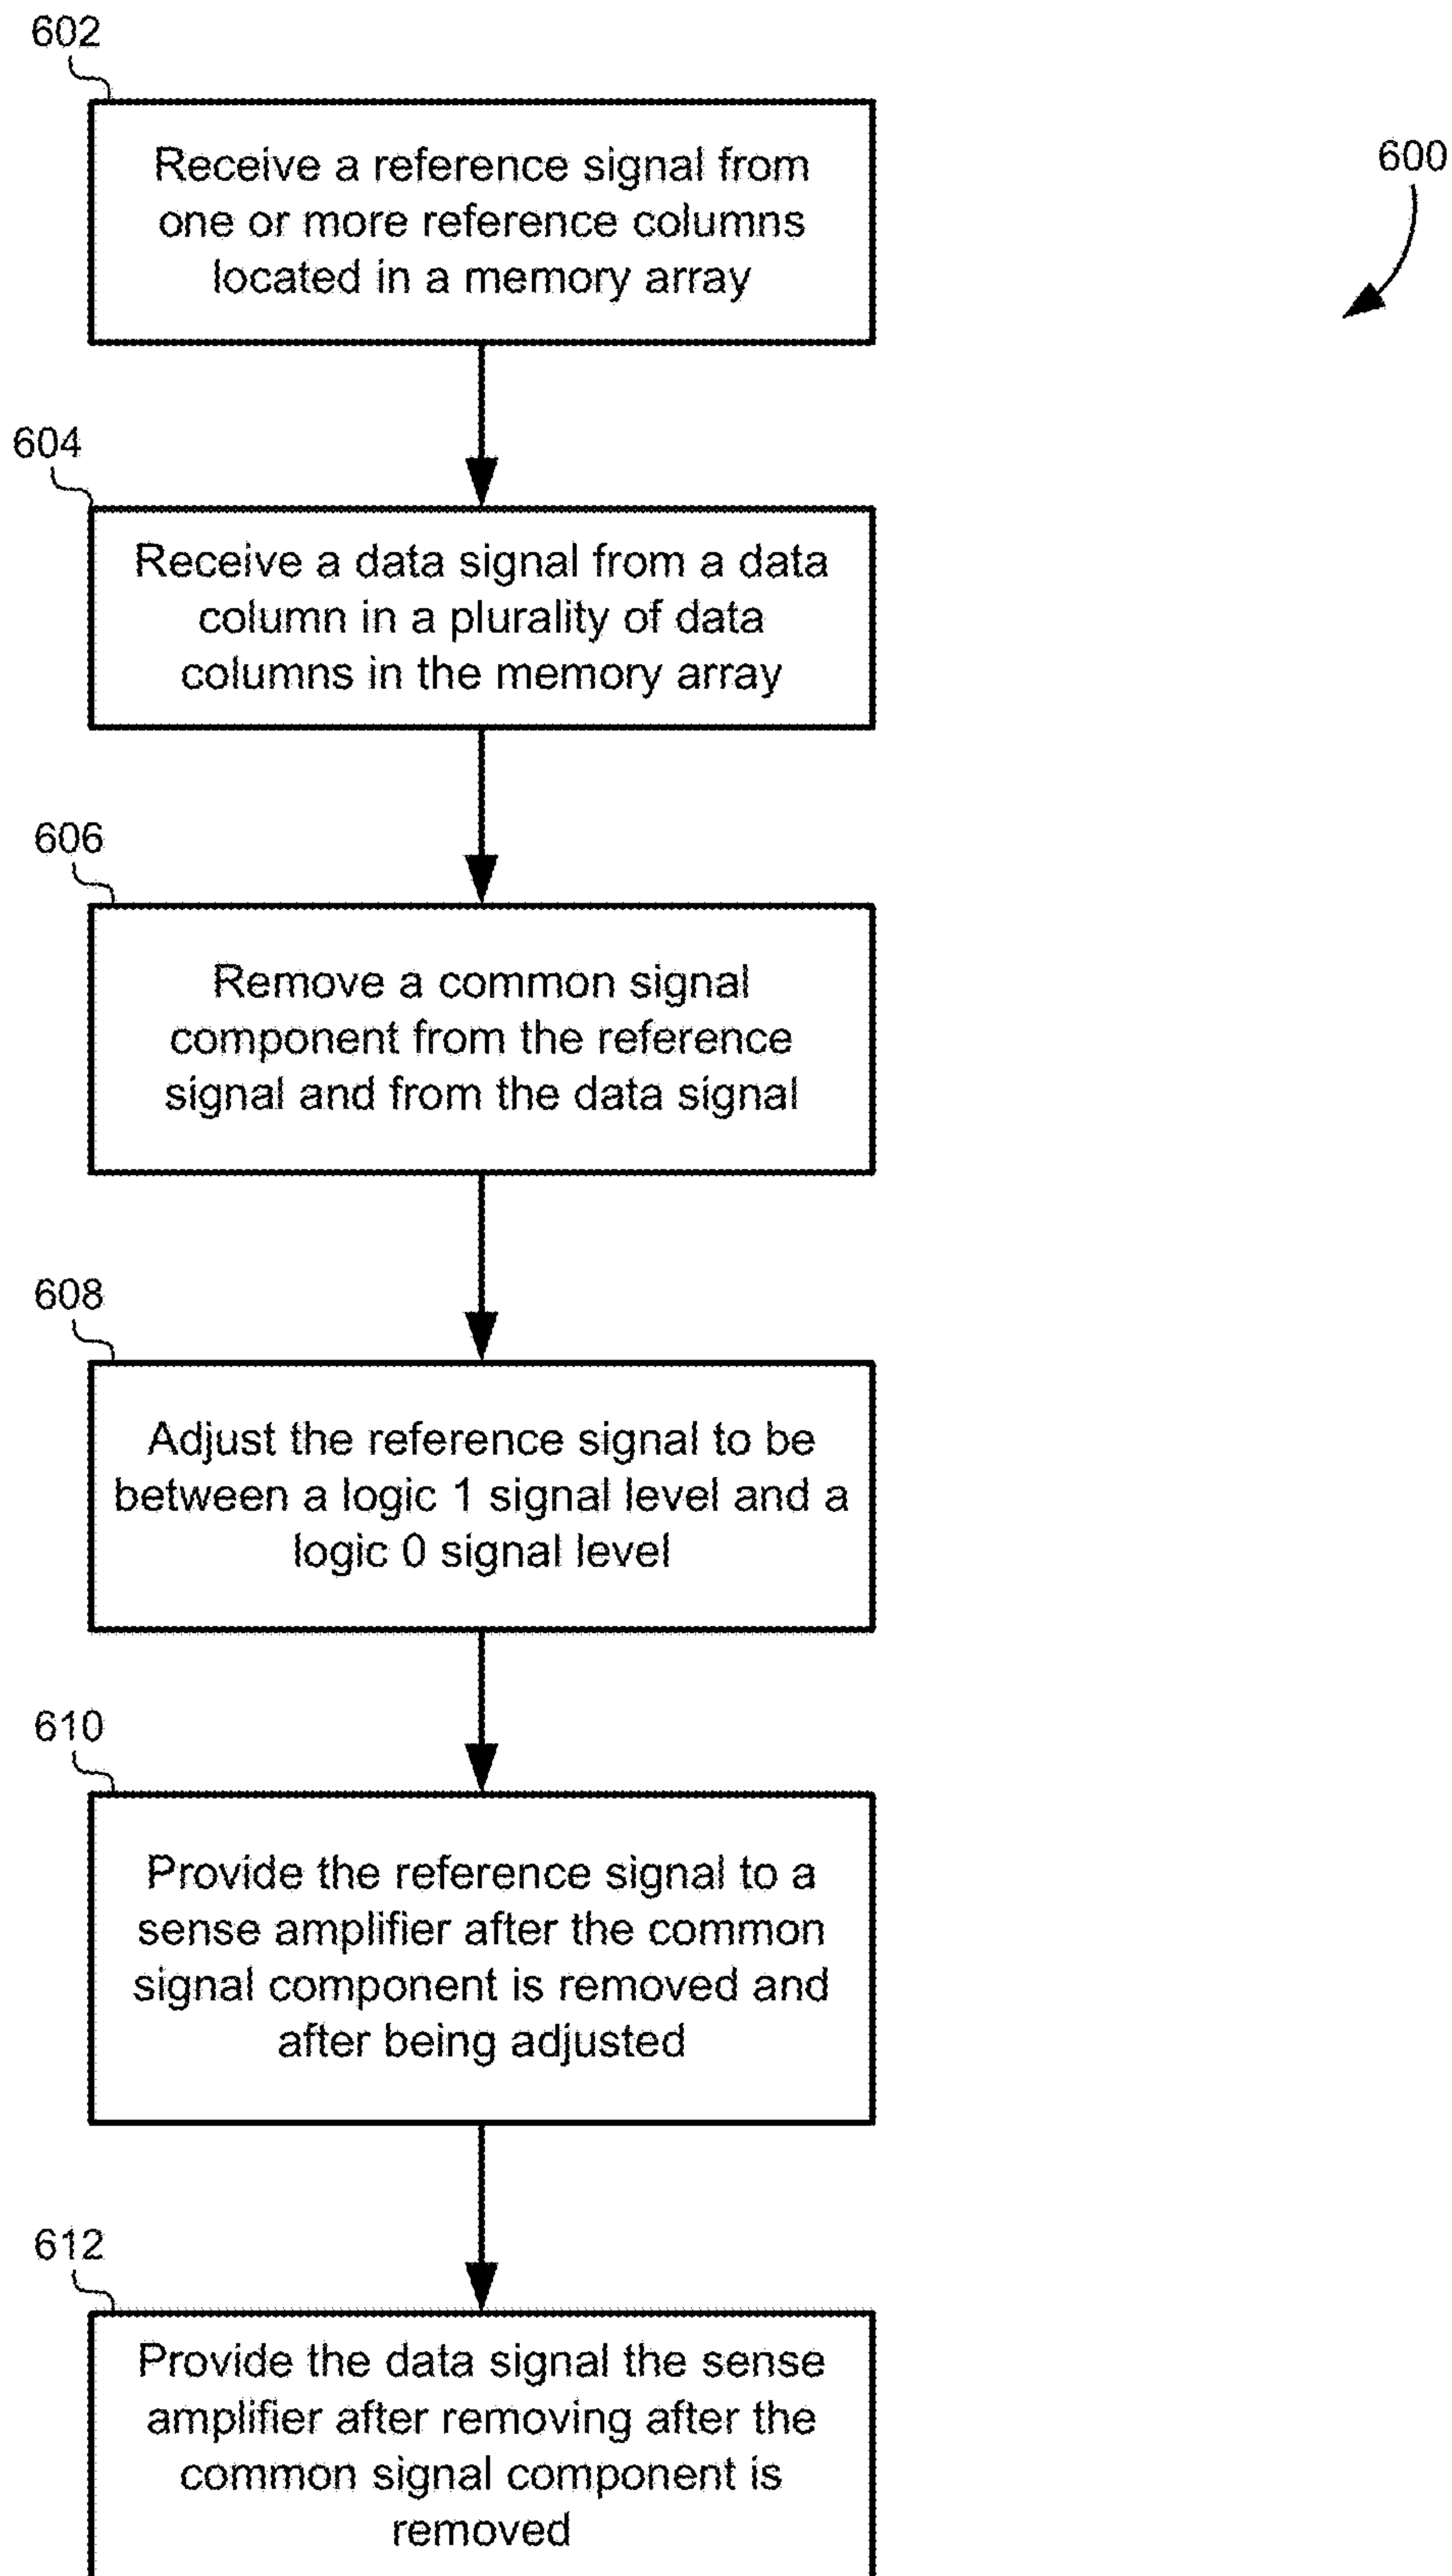 602
Receive a reference signal from
one or more reference columns
located in a memory array
600
604
Receive a data signal from a data
column in a plurality of data
columns in the memory array
606
Remove a common signal
component from the reference
signal and from the data signal
608
Adjust the reference signal to be
between a logic 1 signal level and a
logic 0 signal level
610
Provide the reference signal to a
sense amplifier after the common
signal component is removed and
after being adjusted
612
Provide the data signal the sense
amplifier after removing after the
common signal component is
removed